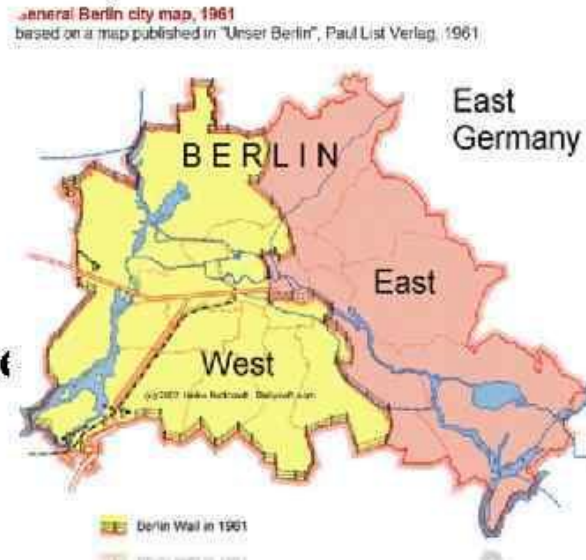 General Berlin city map, 1961
based on a map published in "Unser Berlin", Paul List Verlag, 1961
East
Germany
BERLIN
East
West
Berlin Wall in 1961